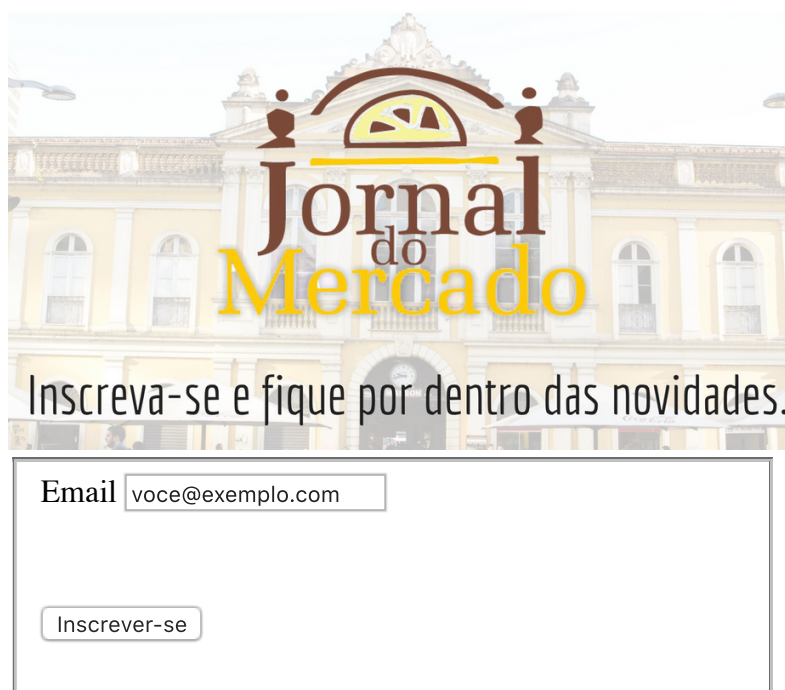 Jornal
do
Mercado
Inscreva-se e fique por dentro das novidades.
Email voce@exemplo.com
Inscrever-se